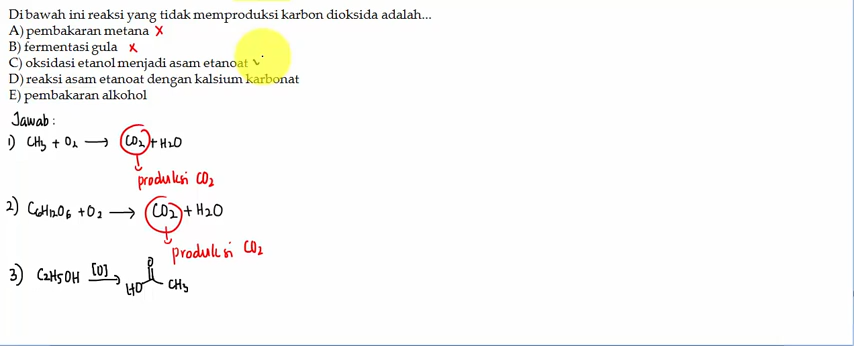 Di bawah ini reaksi yang tidak memproduksi karbon dioksida adalah...
A) pembakaran metana x
B) fermentasi gula x
C) oksidasi etanol menjadi asam etanoat ✓
D) reaksi asam etanoat dengan kalsium karbonat
E) pembakaran alkohol
Jawab :
1) CH₃ + O₂ → CO₂ + H₂O
produksi CO₂
2) C₆H₁₂O₆ + O₂ → CO₂ + H₂O
produksi CO₂
3) C₂H₅OH [O] → O HO CH₃